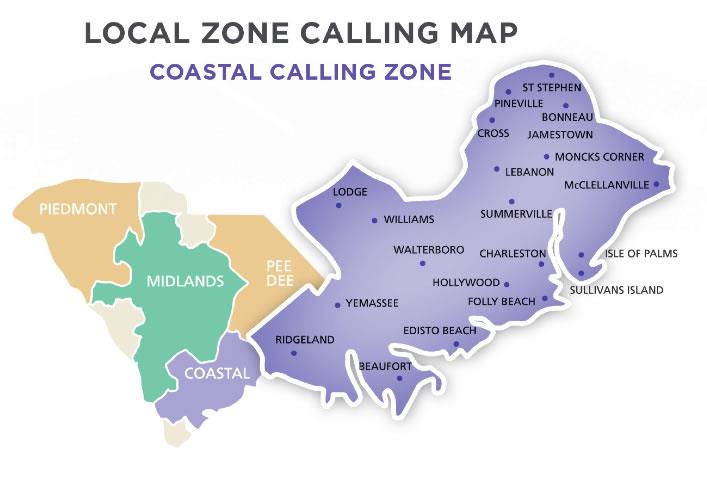 LOCAL ZONE CALLING MAP
COASTAL CALLING ZONE
ST STEPHEN
PINEVILLE
BONNEAU
CROSS
JAMESTOWN
MONCKS CORNER
LEBANON
McCLELLANVILLE
LODGE
SUMMERVILLE
WILLIAMS
PIEDMONT
WALTERBORO
CHARLESTON
ISLE OF PALMS
PEE
DEE
MIDLANDS
HOLLYWOOD
SULLIVANS ISLAND
YEMASSEE
FOLLY BEACH
EDISTO BEACH
RIDGELAND
BEAUFORT
COASTAL